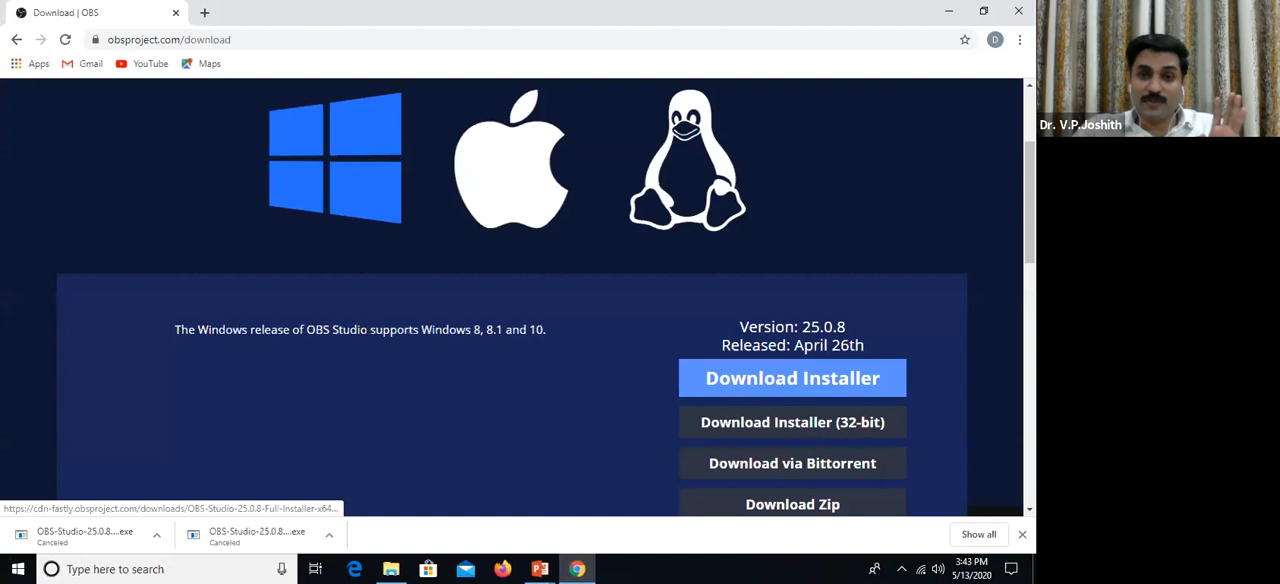 Download | OBS
obsproject.com/download
D
Apps
Gmail
YouTube
Maps
Dr. V.P.Joshith
The Windows release of OBS Studio supports Windows 8, 8.1 and 10.
Version: 25.0.8
Released: April 26th
Download Installer
Download Installer (32-bit)
Download via Bittorrent
Download Zip
https://cdn-fastly.obsproject.com/downloads/OBS-Studio-25.0.8-Full-Installer-x64...
OBS-Studio-25.0.8....exe
Canceled
OBS-Studio-25.0.8....exe
Canceled
Show all
Type here to search
3:43 PM
5/13/2020